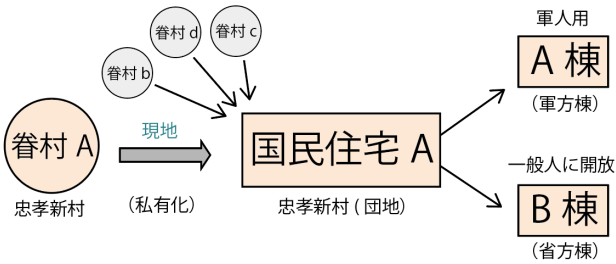 眷村 d
眷村 c
眷村 b
眷村 A
忠孝新村
現地
（私有化）
国民住宅 A
忠孝新村 ( 団地）
軍人用
A 棟
（軍方棟）
一般人に開放
B 棟
（省方棟）